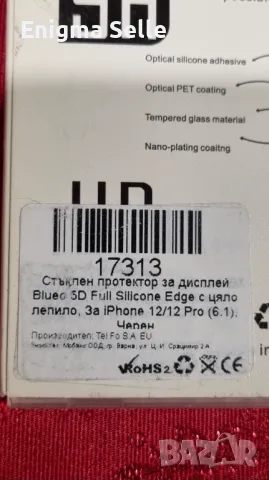 Enigma Selle
6D
Optical silicone adhesive
Optical PET coating
Tempered glass material
Nano-plating coaitng
17313
Стъклен протектор за дисплей
Blueo 5D Full Silicone Edge с цяло
лепило, За iPhone 12/12 Pro (6.1).
Черен
Производител: Tel Fo S.A. EU
RoHS 2
BAZAR